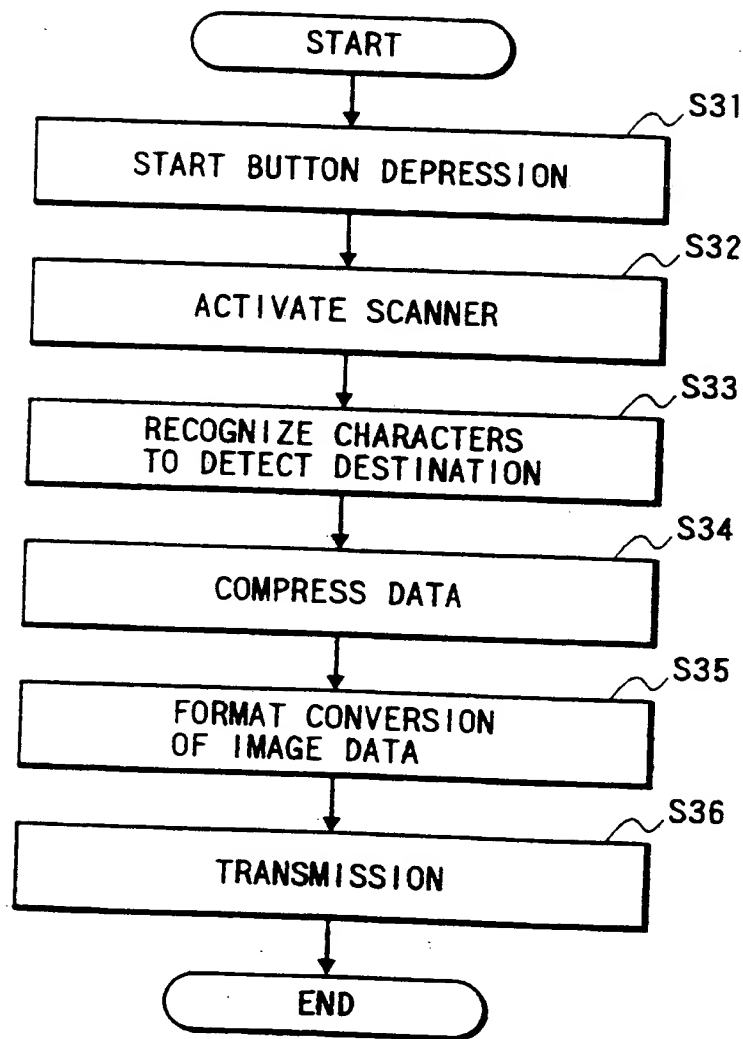 START
S31
START BUTTON DEPRESSION
S32
ACTIVATE SCANNER
S33
RECOGNIZE CHARACTERS
TO DETECT DESTINATION
S34
COMPRESS DATA
S35
FORMAT CONVERSION
OF IMAGE DATA
S36
TRANSMISSION
END